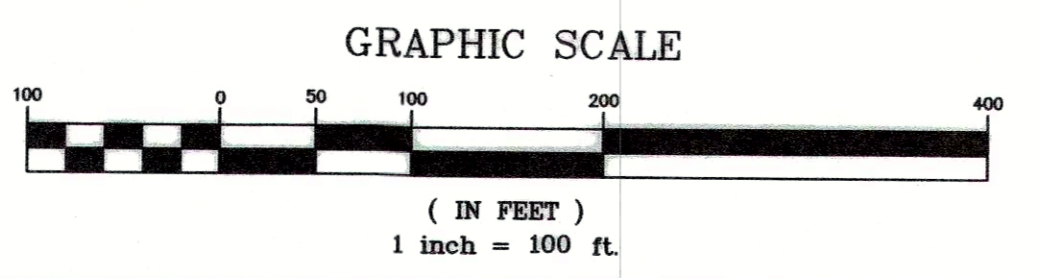 GRAPHIC SCALE
100 0 50 100 200 400
( IN FEET )
1 inch = 100 ft.